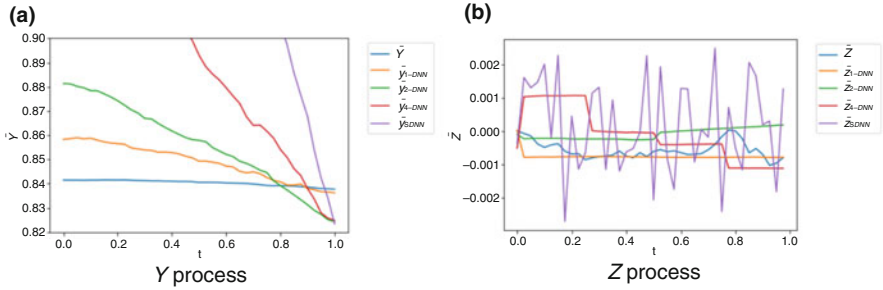 (a)
0.90
0.89
0.88
0.87
0.86
0.85
0.84
0.83
0.82
Ȳ
0.0 0.2 0.4 0.6 0.8 1.0
t
Ȳ
ȳ1-DNN
ȳ2-DNN
ȳ4-DNN
ȳSDNN
Y process
(b)
0.002
0.001
0.000
−0.001
−0.002
Z̄
0.0 0.2 0.4 0.6 0.8 1.0
t
Z̄
z̄1-DNN
z̄2-DNN
z̄4-DNN
z̄SDNN
Z process